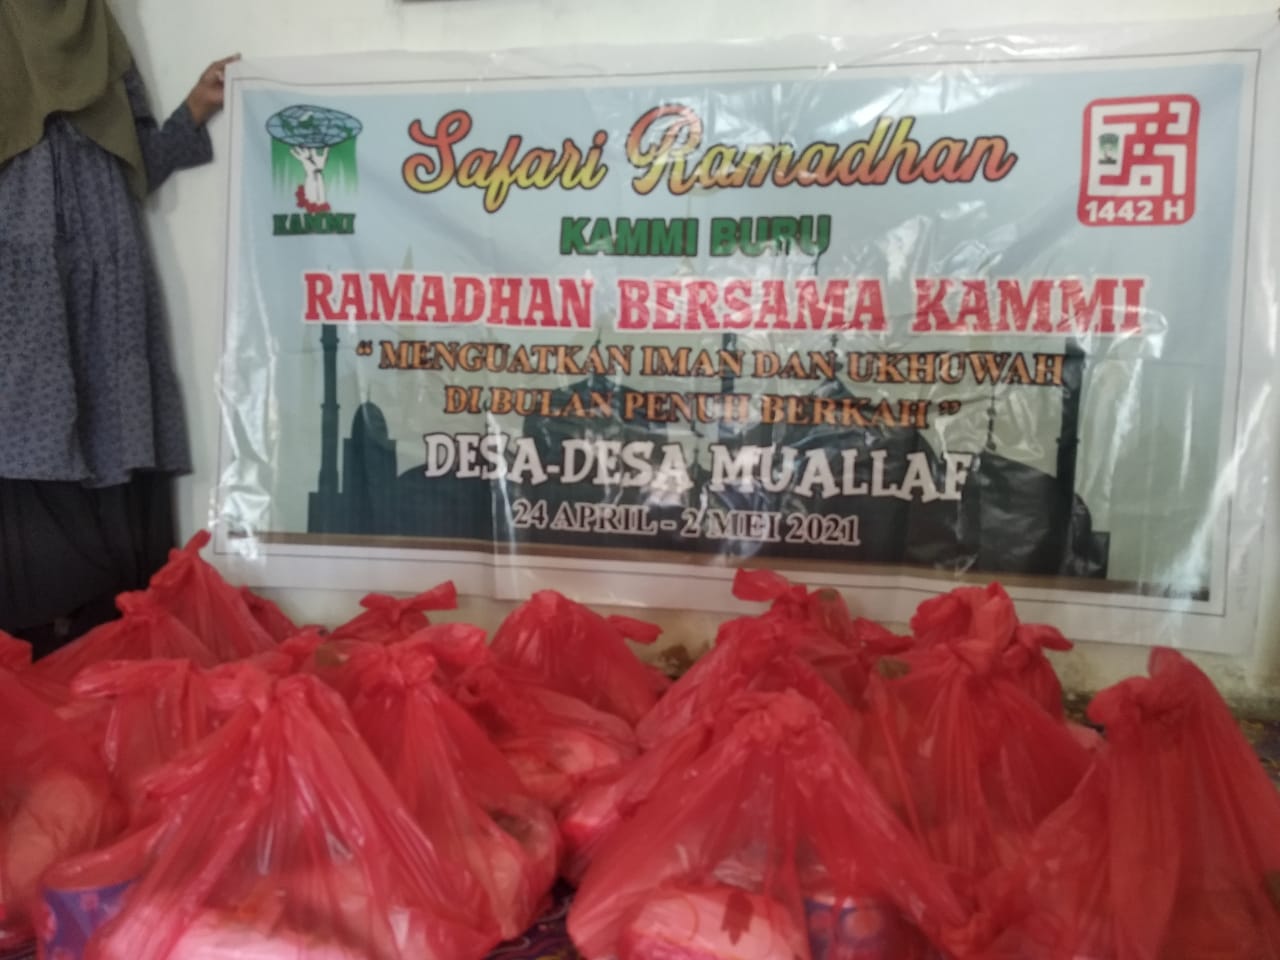 KAMMI
Safari Ramadhan
1442 H
KAMMI BURU
RAMADHAN BERSAMA KAMMI
“ MENGUATKAN IMAN DAN UKHUWAH
DI BULAN PENUH BERKAH ”
DESA-DESA MUALLAF
24 APRIL - 2 MEI 2021